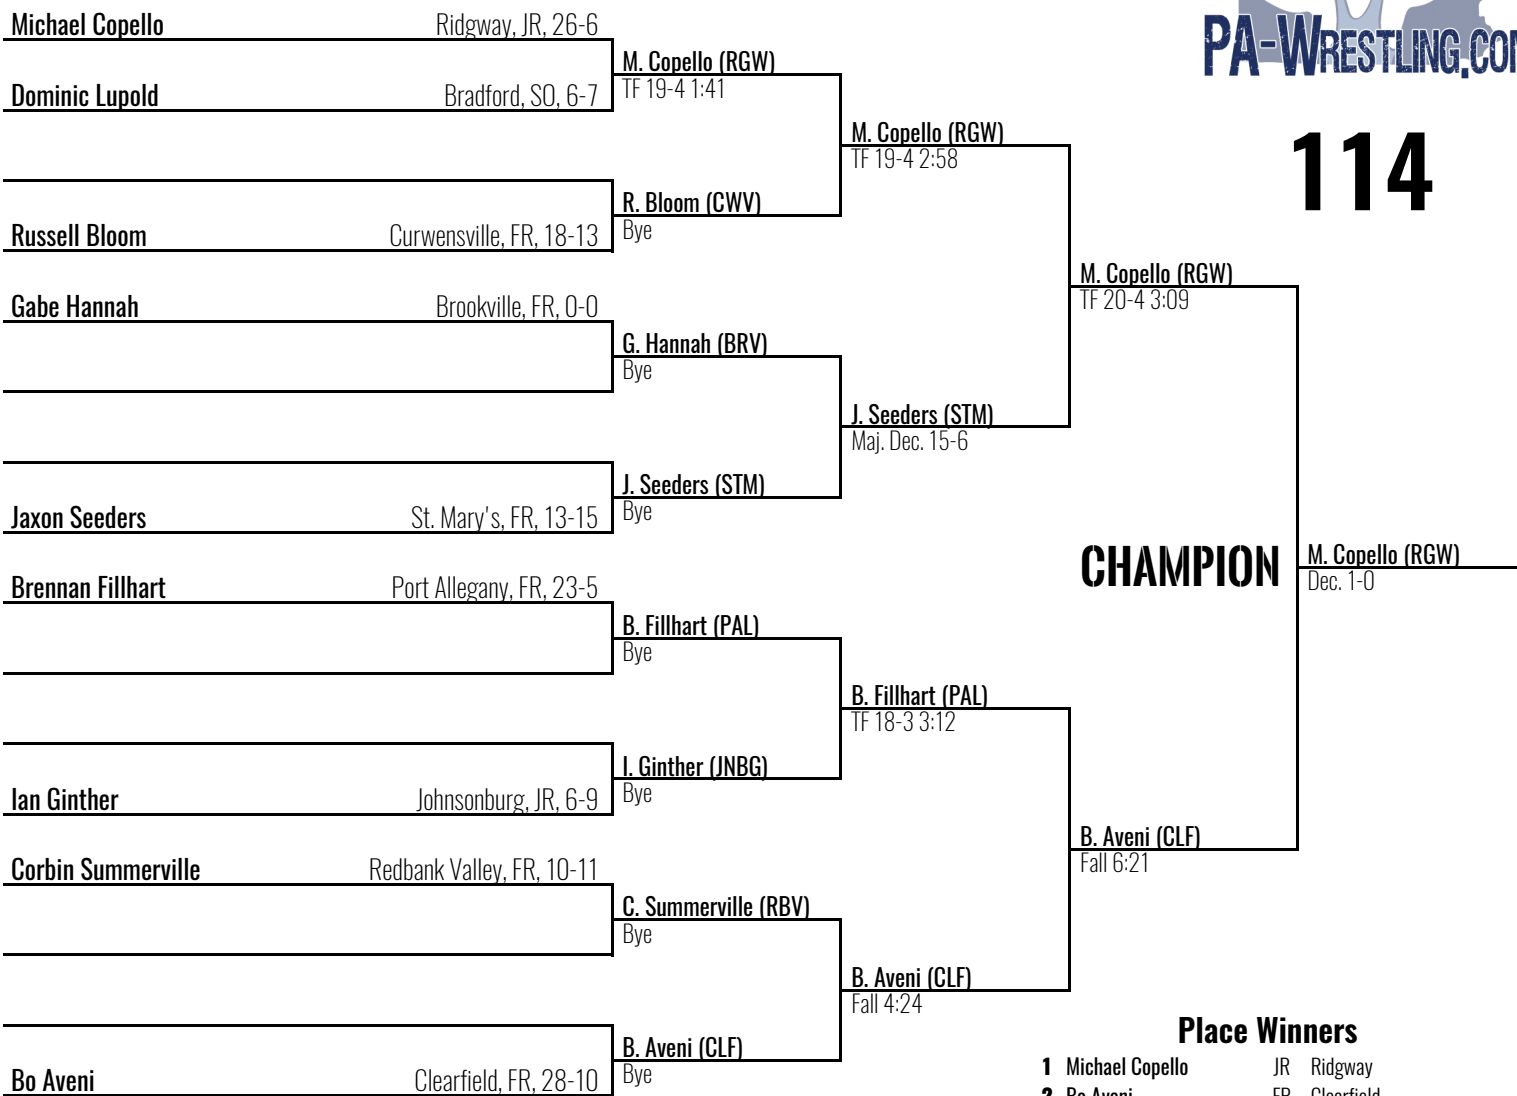 Michael Copello Ridgway, JR, 26-6
PA-WRESTLING.CO
M. Copello (RGW)
TF 19-4 1:41
Dominic Lupold Bradford, SO, 6-7
M. Copello (RGW)
TF 19-4 2:58
114
R. Bloom (CWV)
Bye
Russell Bloom Curwensville, FR, 18-13
M. Copello (RGW)
TF 20-4 3:09
Gabe Hannah Brookville, FR, 0-0
G. Hannah (BRV)
Bye
J. Seeders (STM)
Maj. Dec. 15-6
J. Seeders (STM)
Bye
Jaxon Seeders St. Mary's, FR, 13-15
CHAMPION
M. Copello (RGW)
Dec. 1-0
Brennan Fillhart Port Allegany, FR, 23-5
B. Fillhart (PAL)
Bye
B. Fillhart (PAL)
TF 18-3 3:12
I. Ginther (JNBG)
Bye
Ian Ginther Johnsonburg, JR, 6-9
B. Aveni (CLF)
Fall 6:21
Corbin Summerville Redbank Valley, FR, 10-11
C. Summerville (RBV)
Bye
B. Aveni (CLF)
Fall 4:24
B. Aveni (CLF)
Bye
Bo Aveni Clearfield, FR, 28-10
Place Winners
1 Michael Copello JR Ridgway
2 Bo Aveni FR Clearfield